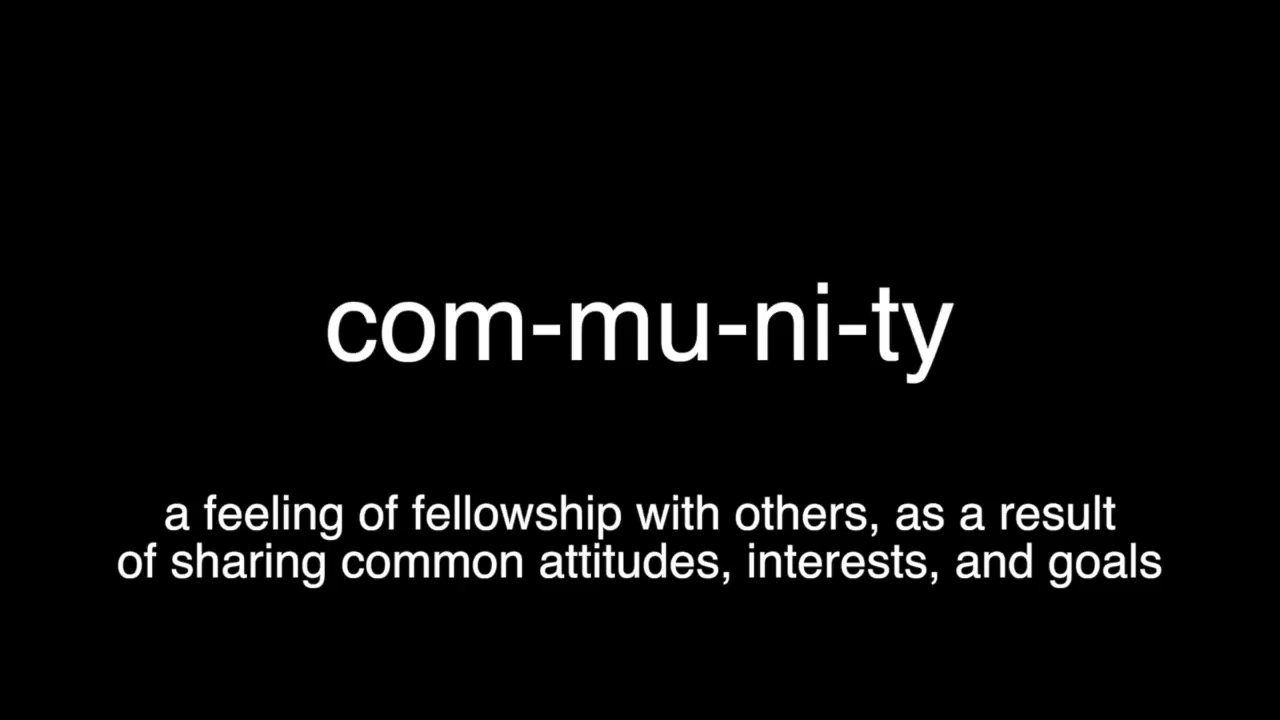 com-mu-ni-ty
a feeling of fellowship with others, as a result
of sharing common attitudes, interests, and goals